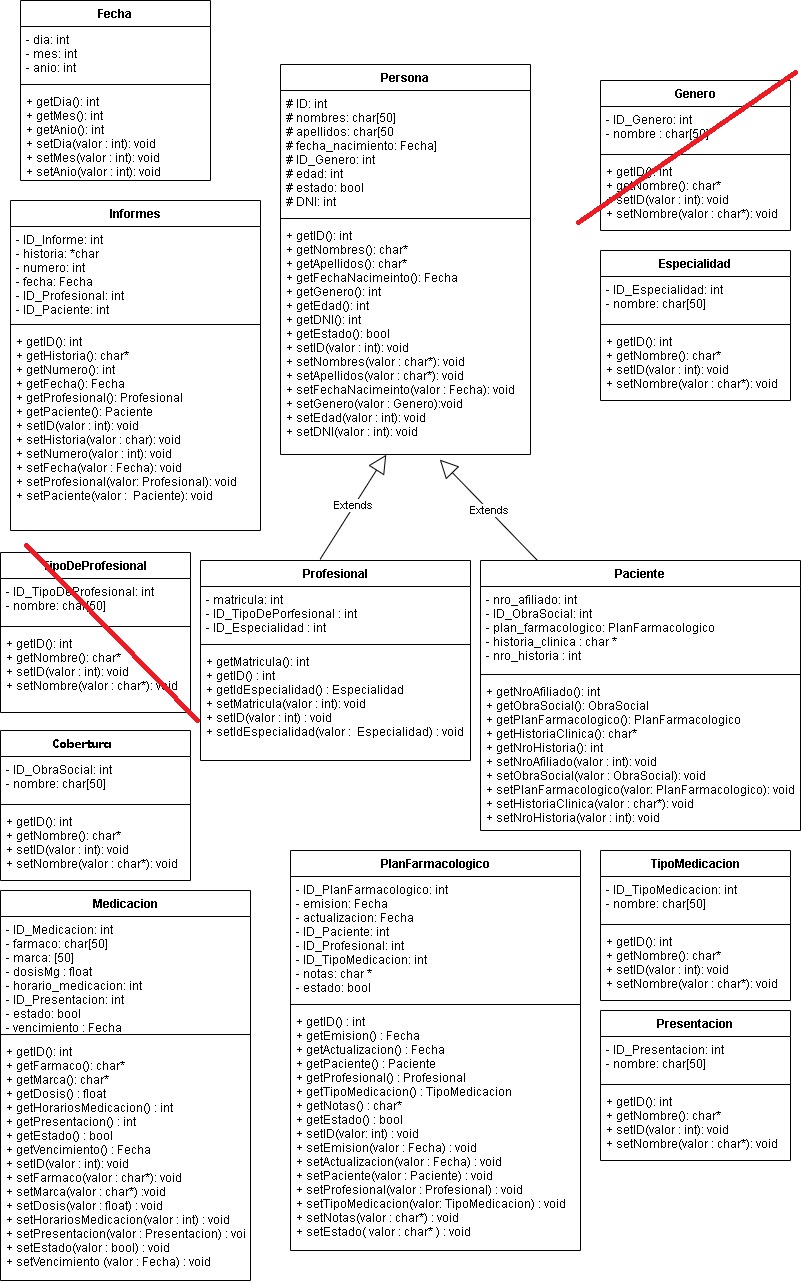 Fecha
- dia: int
- mes: int
- anio: int
+ getDia(): int
+ getMes(): int
+ getAnio(): int
+ setDia(valor : int): void
+ setMes(valor : int): void
+ setAnio(valor : int): void
Persona
# ID: int
# nombres: char[50]
# apellidos: char[50
# fecha_nacimiento: Fecha]
# ID_Genero: int
# edad: int
# estado: bool
# DNI: int
+ getID(): int
+ getNombres(): char*
+ getApellidos(): char*
+ getFechaNacimeinto(): Fecha
+ getGenero(): int
+ getEdad(): int
+ getDNI(): int
+ getEstado(): bool
+ setID(valor : int): void
+ setNombres(valor : char*): void
+ setApellidos(valor : char*): void
+ setFechaNacimeinto(valor : Fecha): void
+ setGenero(valor : Genero):void
+ setEdad(valor : int): void
+ setDNI(valor : int): void
Genero
- ID_Genero: int
- nombre : char[50]
+ getID(): int
+ getNombre(): char*
+ setID(valor : int): void
+ setNombre(valor : char*): void
Informes
- ID_Informe: int
- historia: *char
- numero: int
- fecha: Fecha
- ID_Profesional: int
- ID_Paciente: int
+ getID(): int
+ getHistoria(): char*
+ getNumero(): int
+ getFecha(): Fecha
+ getProfesional(): Profesional
+ getPaciente(): Paciente
+ setID(valor : int): void
+ setHistoria(valor : char): void
+ setNumero(valor : int): void
+ setFecha(valor : Fecha): void
+ setProfesional(valor: Profesional): void
+ setPaciente(valor :  Paciente): void
Especialidad
- ID_Especialidad: int
- nombre: char[50]
+ getID(): int
+ getNombre(): char*
+ setID(valor : int): void
+ setNombre(valor : char*): void
Extends
Extends
TipoDeProfesional
- ID_TipoDeProfesional: int
- nombre: char[50]
+ getID(): int
+ getNombre(): char*
+ setID(valor : int): void
+ setNombre(valor : char*): void
Profesional
- matricula: int
- ID_TipoDePorfesional : int
- ID_Especialidad : int
+ getMatricula(): int
+ getID() : int
+ getIdEspecialidad() : Especialidad
+ setMatricula(valor : int): void
+ setID(valor : int) : void
+ setIdEspecialidad(valor :  Especialidad) : void
Paciente
- nro_afiliado: int
- ID_ObraSocial: int
- plan_farmacologico: PlanFarmacologico
- historia_clinica : char *
- nro_historia : int
+ getNroAfiliado(): int
+ getObraSocial(): ObraSocial
+ getPlanFarmacologico(): PlanFarmacologico
+ getHistoriaClinica(): char*
+ getNroHistoria(): int
+ setNroAfiliado(valor : int): void
+ setObraSocial(valor : ObraSocial): void
+ setPlanFarmacologico(valor: PlanFarmacologico): void
+ setHistoriaClinica(valor : char*): void
+ setNroHistoria(valor : int): void
Cobertura
- ID_ObraSocial: int
- nombre: char[50]
+ getID(): int
+ getNombre(): char*
+ setID(valor : int): void
+ setNombre(valor : char*): void
Medicacion
- ID_Medicacion: int
- farmaco: char[50]
- marca: [50]
- dosisMg : float
- horario_medicacion: int
- ID_Presentacion: int
- estado: bool
- vencimiento : Fecha
+ getID(): int
+ getFarmaco(): char*
+ getMarca(): char*
+ getDosis() : float
+ getHorariosMedicacion() : int
+ getPresentacion() : int
+ getEstado() : bool
+ getVencimiento() : Fecha
+ setID(valor : int): void
+ setFarmaco(valor : char*): void
+ setMarca(valor : char*) : void
+ setDosis(valor : float) : void
+ setHorariosMedicacion(valor : int) : void
+ setPresentacion(valor : Presentacion) : voi
+ setEstado(valor : bool) : void
+ setVencimiento (valor : Fecha) : void
PlanFarmacologico
- ID_PlanFarmacologico: int
- emision: Fecha
- actualizacion: Fecha
- ID_Paciente: int
- ID_Profesional: int
- ID_TipoMedicacion: int
- notas: char *
- estado: bool
+ getID() : int
+ getEmision() : Fecha
+ getActualizacion() : Fecha
+ getPaciente() : Paciente
+ getProfesional() : Profesional
+ getTipoMedicacion() : TipoMedicacion
+ getNotas() : char*
+ getEstado() : bool
+ setID(valor: int) : void
+ setEmision(valor : Fecha) : void
+ setActualizacion(valor : Fecha) : void
+ setPaciente(valor : Paciente) : void
+ setProfesional(valor : Profesional) : void
+ setTipoMedicacion(valor: TipoMedicacion) : void
+ setNotas(valor : char*) : void
+ setEstado( valor : char* ) : void
TipoMedicacion
- ID_TipoMedicacion: int
- nombre: char[50]
+ getID(): int
+ getNombre(): char*
+ setID(valor : int): void
+ setNombre(valor : char*): void
Presentacion
- ID_Presentacion: int
- nombre: char[50]
+ getID(): int
+ getNombre(): char*
+ setID(valor : int): void
+ setNombre(valor : char*): void